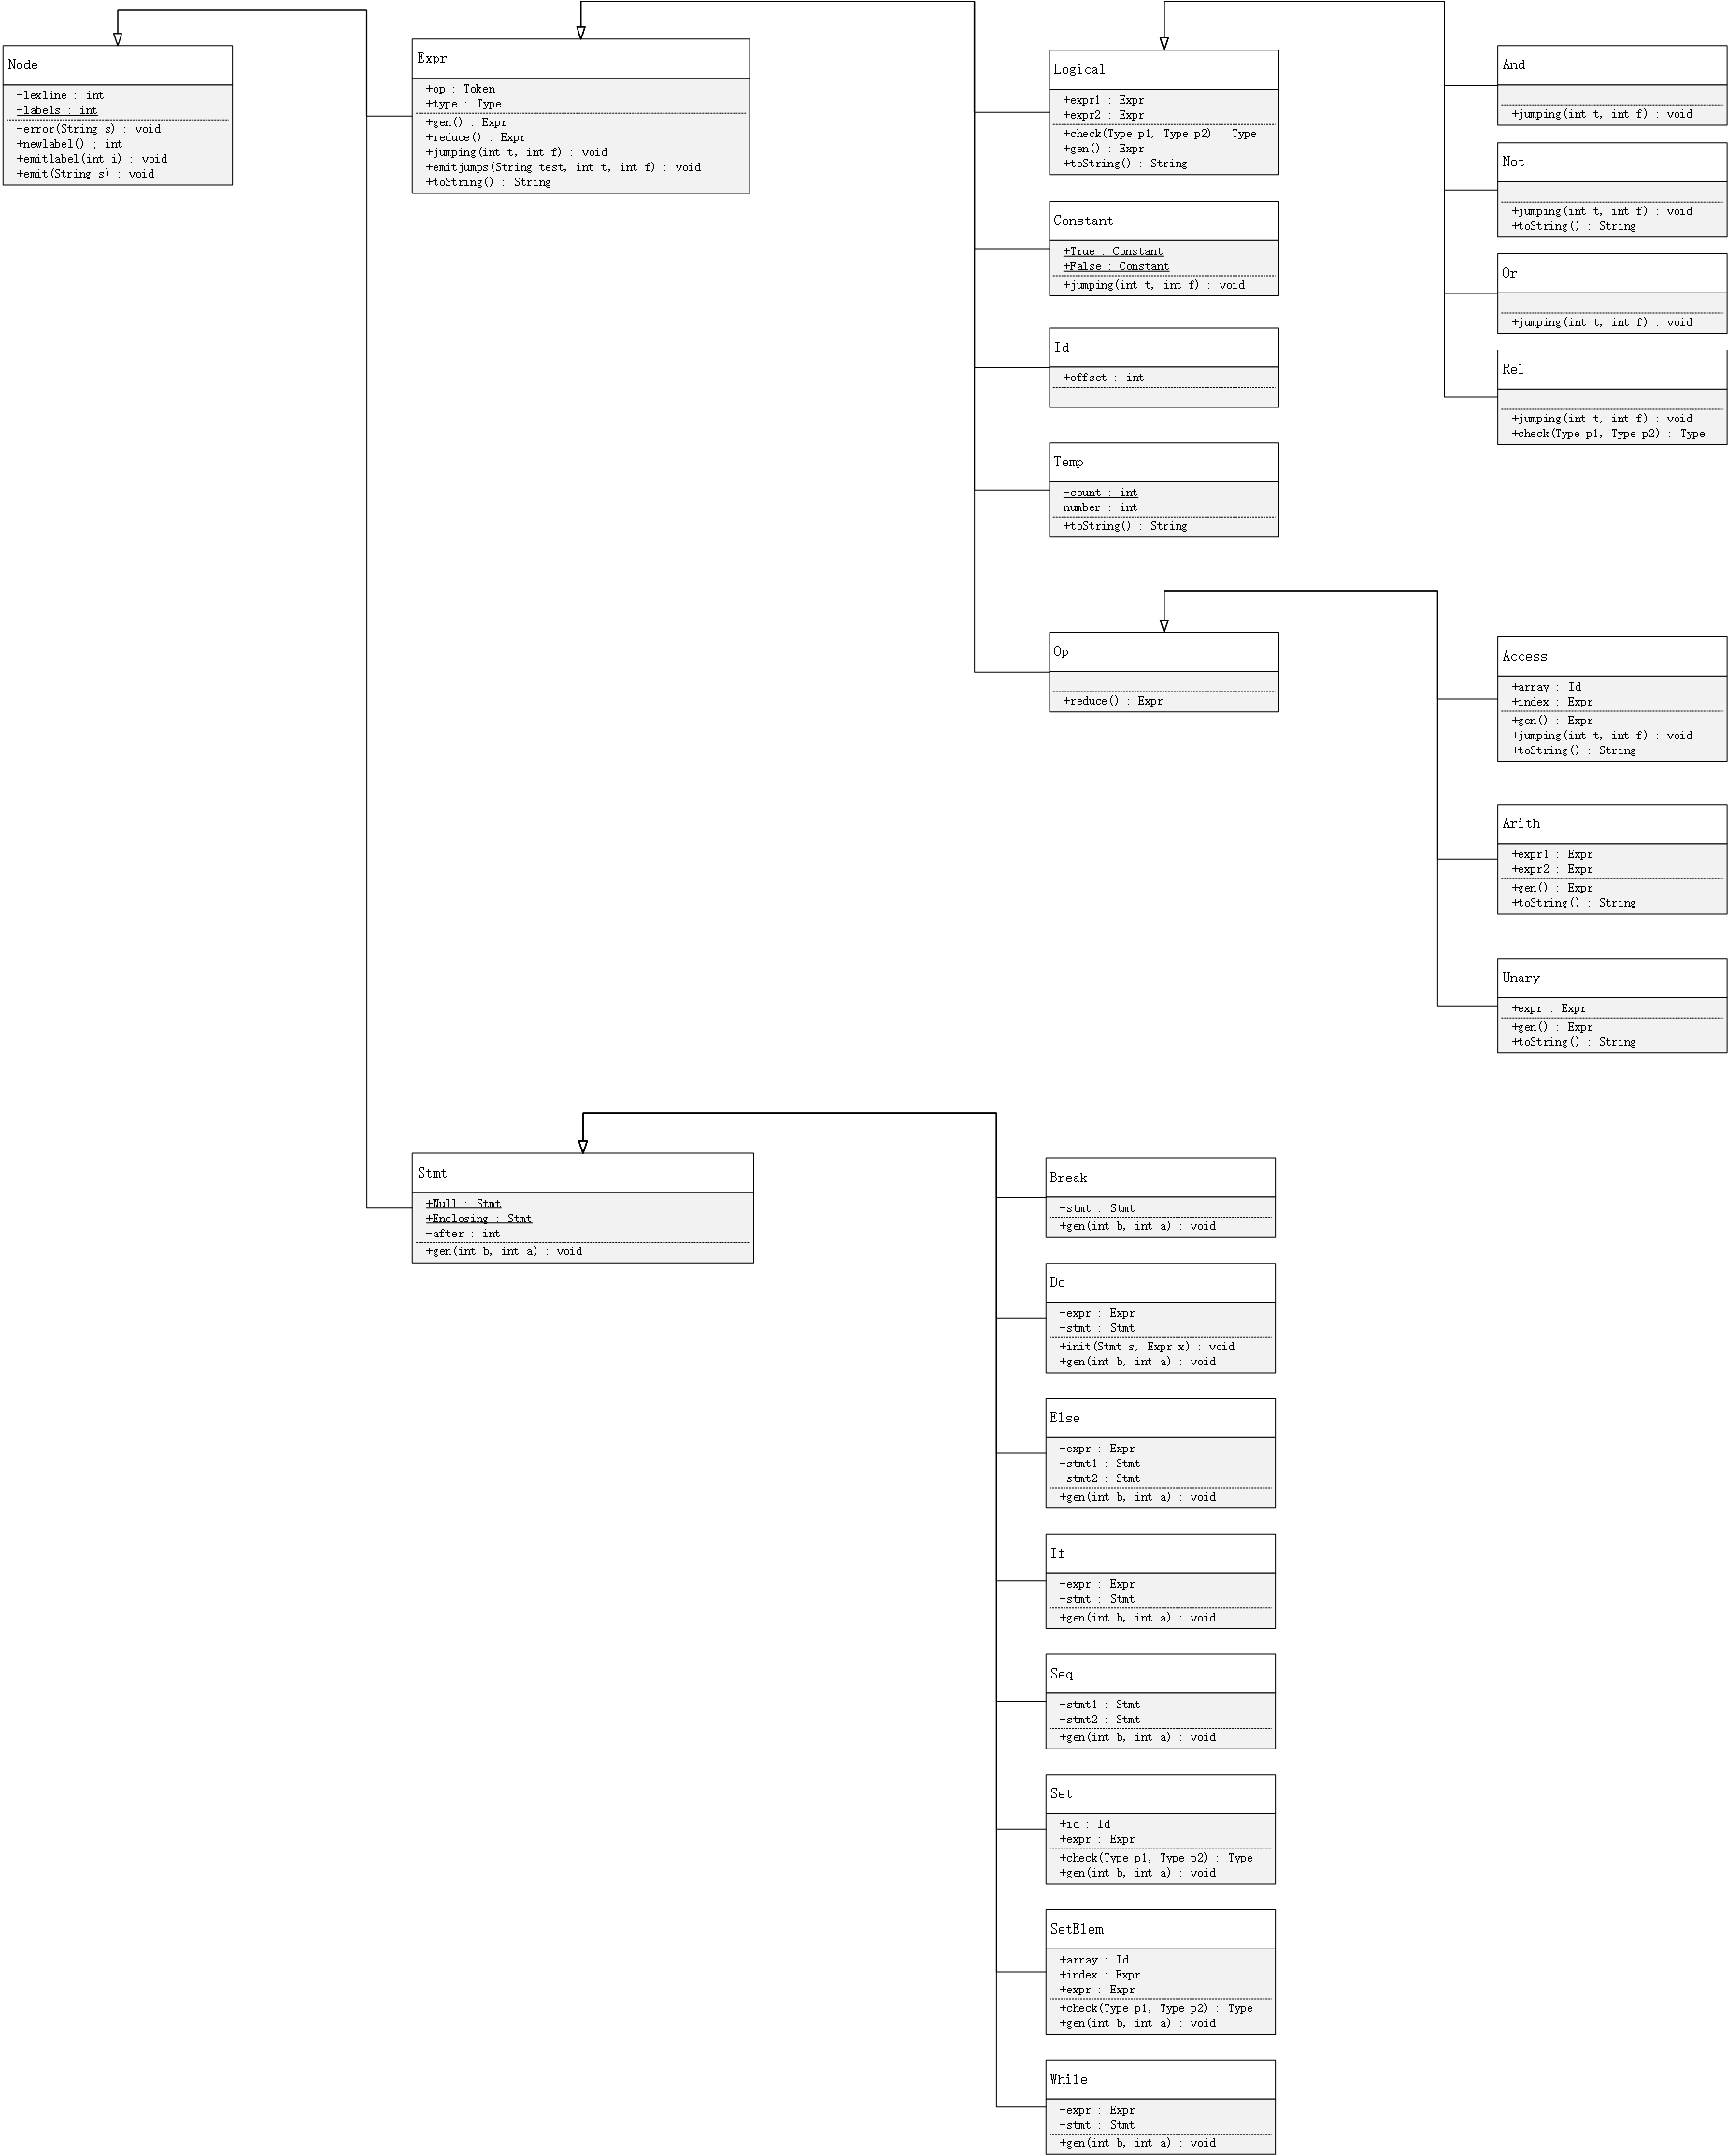 Node
-lexline : int
-labels : int
-error(String s) : void
+newlabel() : int
+emitlabel(int i) : void
+emit(String s) : void
Expr
+op : Token
+type : Type
+gen() : Expr
+reduce() : Expr
+jumping(int t, int f) : void
+emitjumps(String test, int t, int f) : void
+toString() : String
Logical
+expr1 : Expr
+expr2 : Expr
+check(Type p1, Type p2) : Type
+gen() : Expr
+toString() : String
Constant
+True : Constant
+False : Constant
+jumping(int t, int f) : void
Id
+offset : int
Temp
-count : int
number : int
+toString() : String
Op
+reduce() : Expr
And
+jumping(int t, int f) : void
Not
+jumping(int t, int f) : void
+toString() : String
Or
+jumping(int t, int f) : void
Rel
+jumping(int t, int f) : void
+check(Type p1, Type p2) : Type
Access
+array : Id
+index : Expr
+gen() : Expr
+jumping(int t, int f) : void
+toString() : String
Arith
+expr1 : Expr
+expr2 : Expr
+gen() : Expr
+toString() : String
Unary
+expr : Expr
+gen() : Expr
+toString() : String
Stmt
+Null : Stmt
+Enclosing : Stmt
-after : int
+gen(int b, int a) : void
Break
-stmt : Stmt
+gen(int b, int a) : void
Do
-expr : Expr
-stmt : Stmt
+init(Stmt s, Expr x) : void
+gen(int b, int a) : void
Else
-expr : Expr
-stmt1 : Stmt
-stmt2 : Stmt
+gen(int b, int a) : void
If
-expr : Expr
-stmt : Stmt
+gen(int b, int a) : void
Seq
-stmt1 : Stmt
-stmt2 : Stmt
+gen(int b, int a) : void
Set
+id : Id
+expr : Expr
+check(Type p1, Type p2) : Type
+gen(int b, int a) : void
SetElem
+array : Id
+index : Expr
+expr : Expr
+check(Type p1, Type p2) : Type
+gen(int b, int a) : void
While
-expr : Expr
-stmt : Stmt
+gen(int b, int a) : void